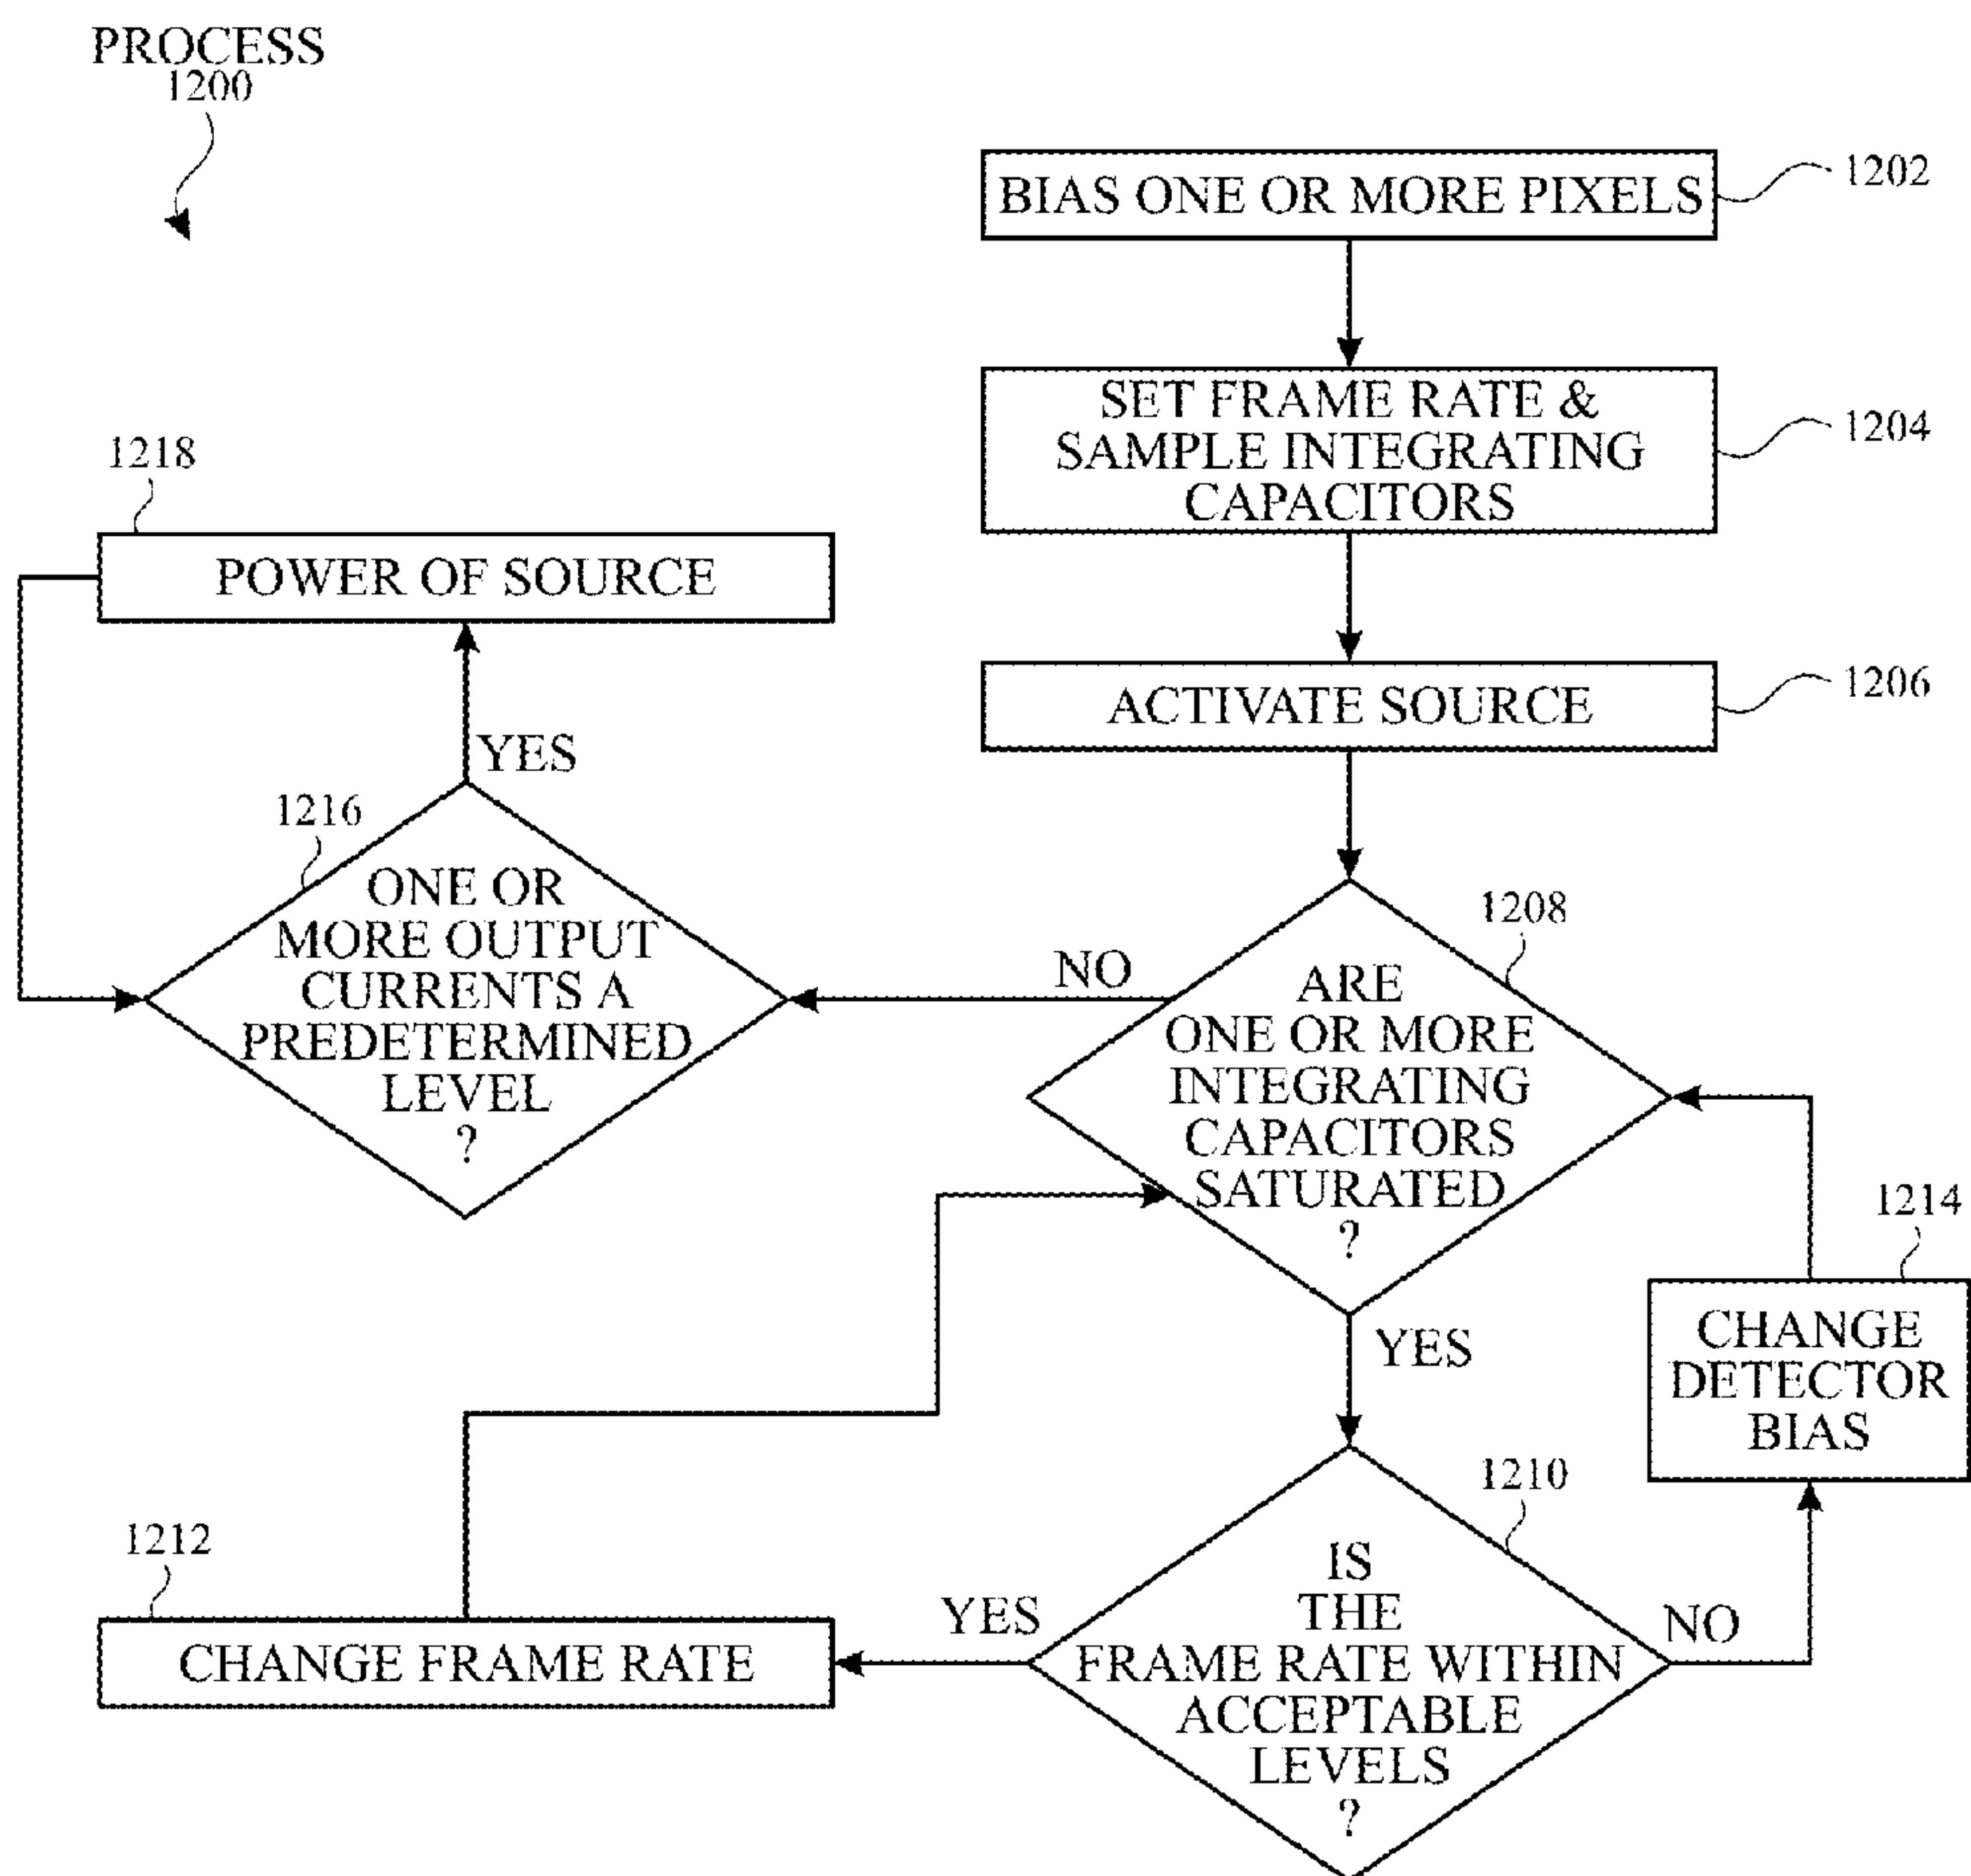 PROCESS
1200
BIAS ONE OR MORE PIXELS
1202
SET FRAME RATE &
SAMPLE INTEGRATING
CAPACITORS
1204
1218
POWER OF SOURCE
ACTIVATE SOURCE
1206
YES
1216
ONE OR
MORE OUTPUT
CURRENTS A
PREDETERMINED
LEVEL
?
NO
1208
ARE
ONE OR MORE
INTEGRATING
CAPACITORS
SATURATED
?
1214
CHANGE
DETECTOR
BIAS
YES
1210
IS
THE
FRAME RATE WITHIN
ACCEPTABLE
LEVELS
?
NO
YES
1212
CHANGE FRAME RATE